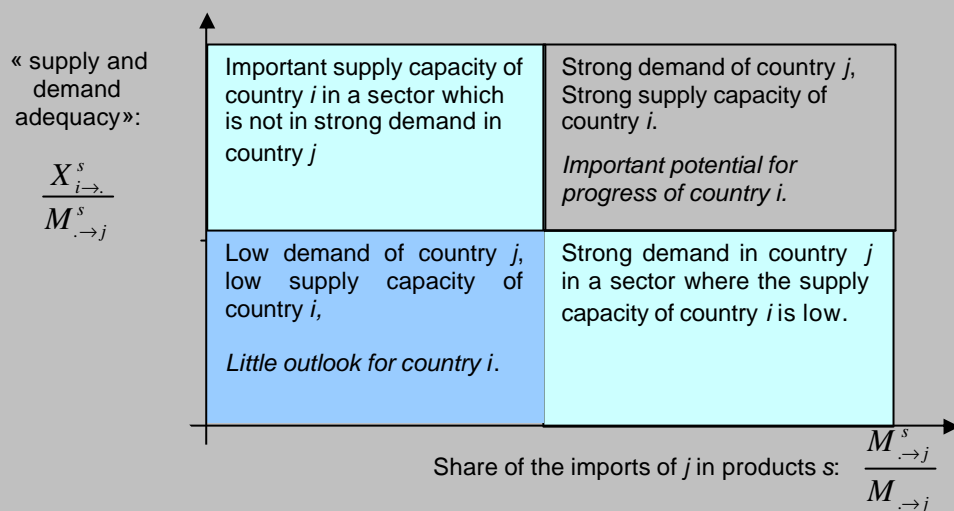 « supply and
demand
adequacy»:
X^s_{i→.}
M^s_{.→j}
Important supply capacity of
country i in a sector which
is not in strong demand in
country j
Strong demand of country j,
Strong supply capacity of
country i.
Important potential for
progress of country i.
Low demand of country j,
low supply capacity of
country i,
Little outlook for country i.
Strong demand in country j
in a sector where the supply
capacity of country i is low.
Share of the imports of j in products s:
M^s_{.→j}
M_{.→j}